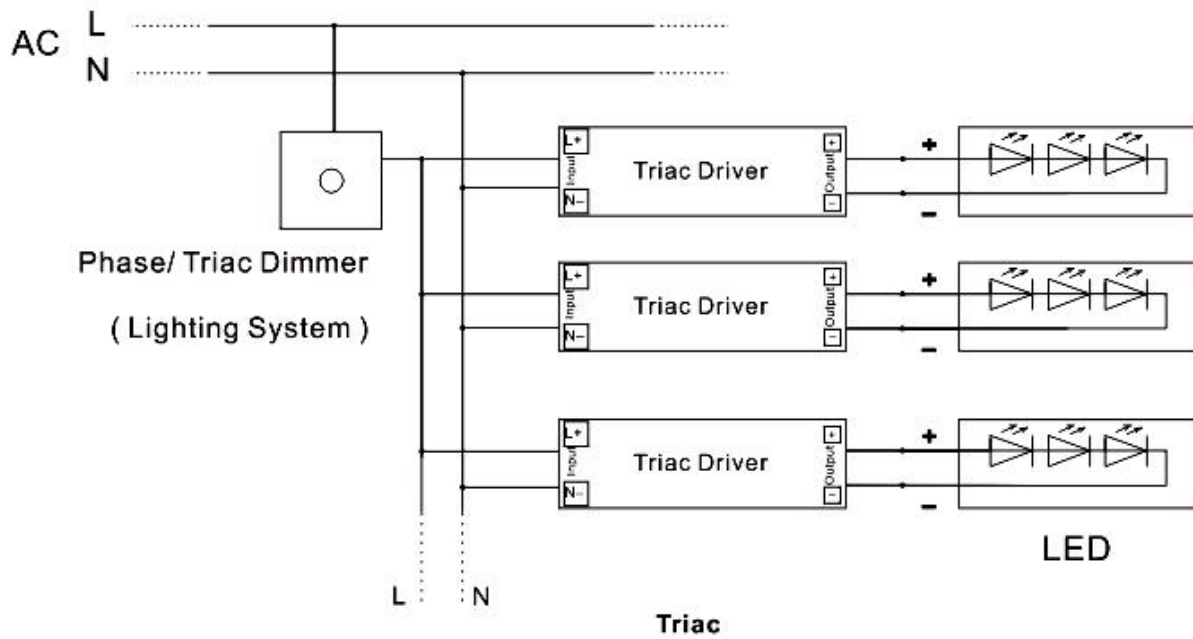 AC
L
N
Phase/ Triac Dimmer
( Lighting System )
L+
Input
N-
Triac Driver
+
Output
-
+
-
L+
Input
N-
Triac Driver
+
Output
-
+
-
L+
Input
N-
Triac Driver
+
Output
-
+
-
LED
L
N
Triac